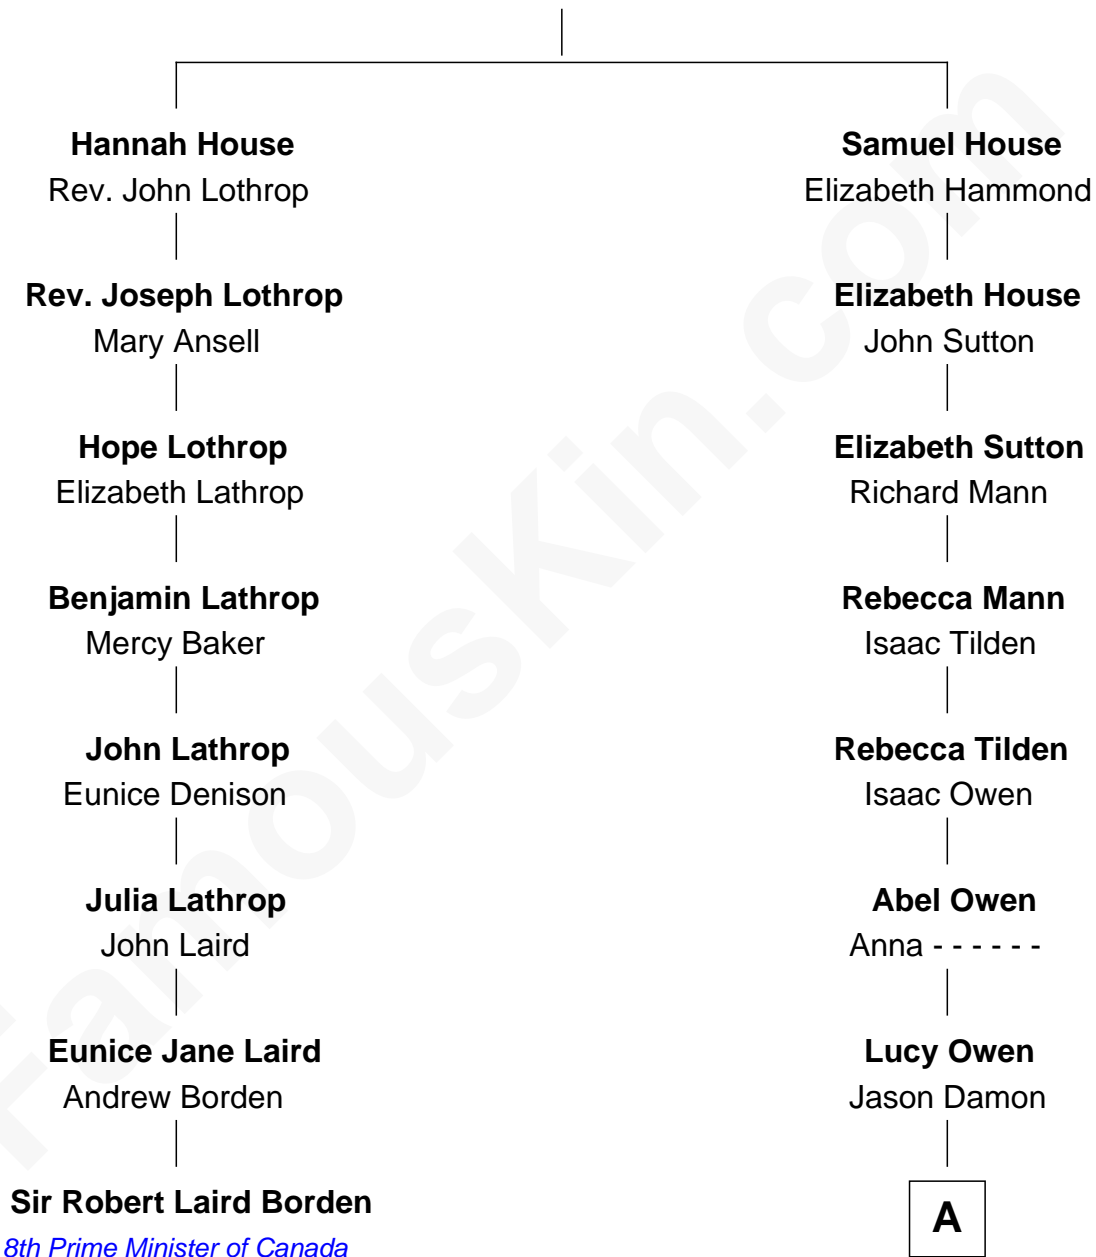 Hannah House
Rev. John Lothrop
Samuel House
Elizabeth Hammond
Rev. Joseph Lothrop
Mary Ansell
Elizabeth House
John Sutton
Hope Lothrop
Elizabeth Lathrop
Elizabeth Sutton
Richard Mann
Benjamin Lathrop
Mercy Baker
Rebecca Mann
Isaac Tilden
John Lathrop
Eunice Denison
Rebecca Tilden
Isaac Owen
Julia Lathrop
John Laird
Abel Owen
Anna - - - - - -
Eunice Jane Laird
Andrew Borden
Lucy Owen
Jason Damon
Sir Robert Laird Borden
8th Prime Minister of Canada
A
FamousKin.com